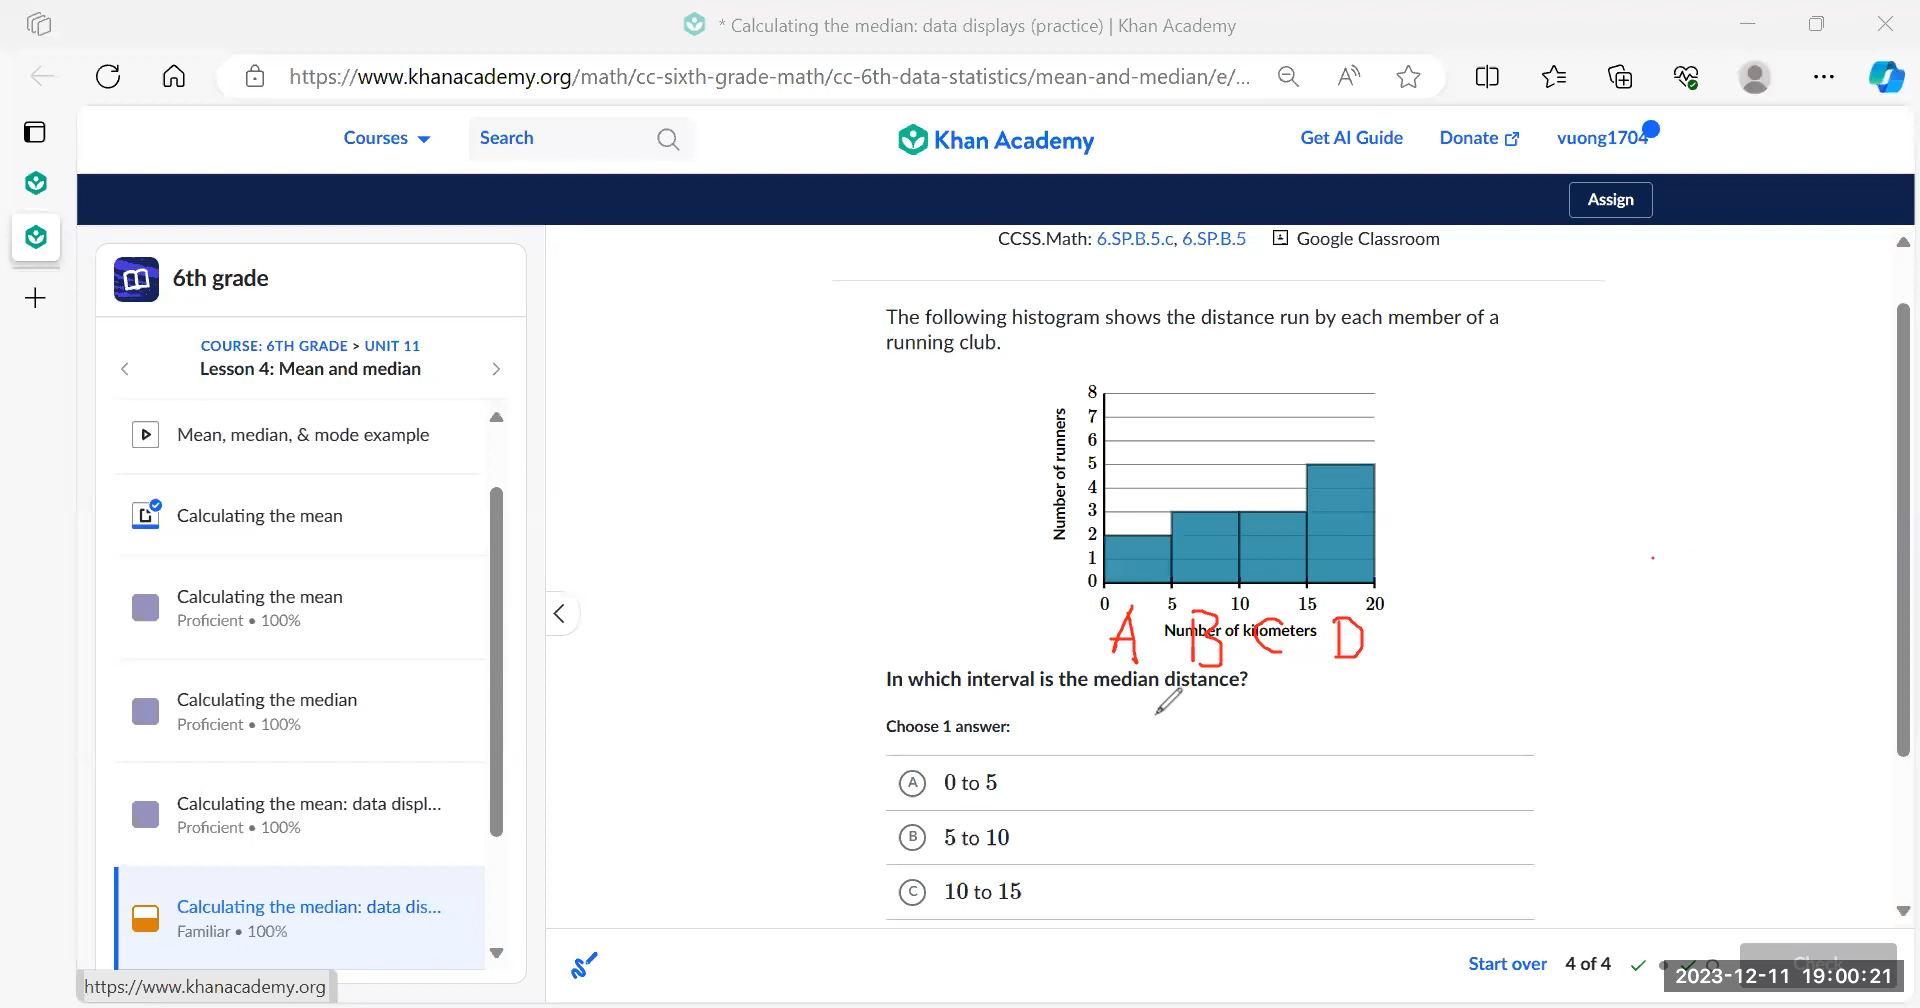 * Calculating the median: data displays (practice) | Khan Academy
https://www.khanacademy.org/math/cc-sixth-grade-math/cc-6th-data-statistics/mean-and-median/e/...
Courses
Search
Khan Academy
Get AI Guide
Donate
vuong1704
Assign
CCSS.Math: 6.SP.B.5.c, 6.SP.B.5
Google Classroom
6th grade
COURSE: 6TH GRADE > UNIT 11
Lesson 4: Mean and median
Mean, median, & mode example
Calculating the mean
Calculating the mean
Proficient • 100%
Calculating the median
Proficient • 100%
Calculating the mean: data displ...
Proficient • 100%
Calculating the median: data dis...
Familiar • 100%
https://www.khanacademy.org
The following histogram shows the distance run by each member of a
running club.
Number of runners
8
7
6
5
4
3
2
1
0
0 5 10 15 20
Number of kilometers
A B C D
In which interval is the median distance?
Choose 1 answer:
A 0 to 5
B 5 to 10
C 10 to 15
Start over
4 of 4
Check
2023-12-11 19:00:21